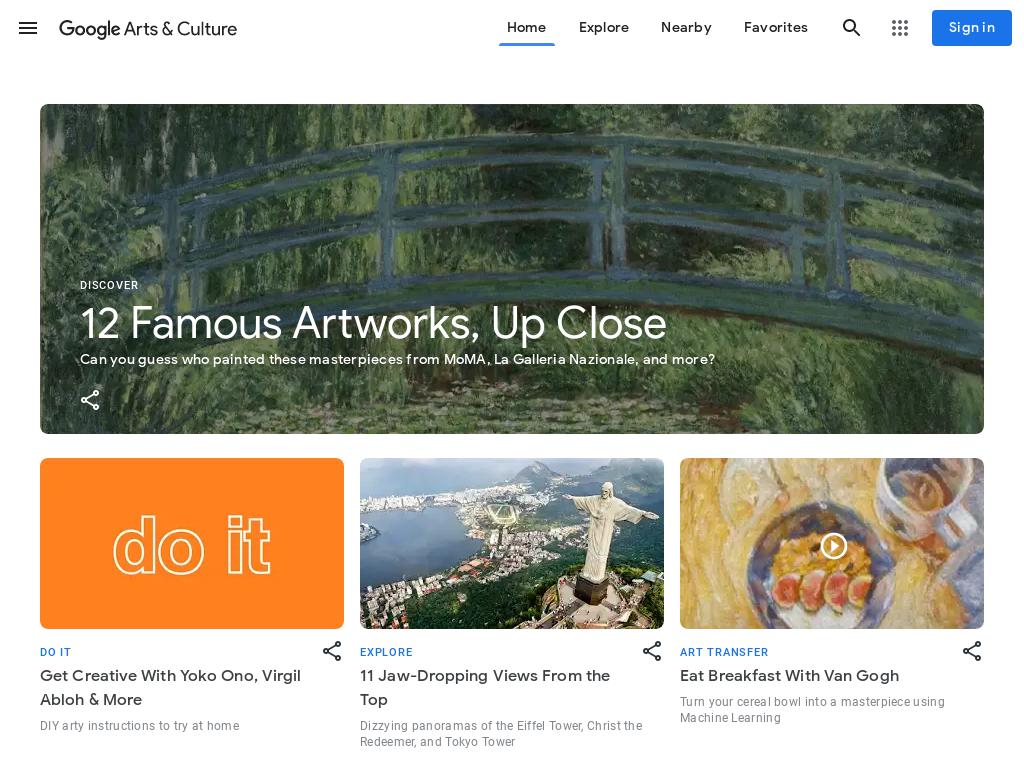 Google Arts & Culture
Home
Explore
Nearby
Favorites
Sign in
DISCOVER
12 Famous Artworks, Up Close
Can you guess who painted these masterpieces from MoMA, La Galleria Nazionale, and more?
do it
DO IT
Get Creative With Yoko Ono, Virgil
Abloh & More
DIY arty instructions to try at home
EXPLORE
11 Jaw-Dropping Views From the
Top
Dizzying panoramas of the Eiffel Tower, Christ the
Redeemer, and Tokyo Tower
ART TRANSFER
Eat Breakfast With Van Gogh
Turn your cereal bowl into a masterpiece using
Machine Learning